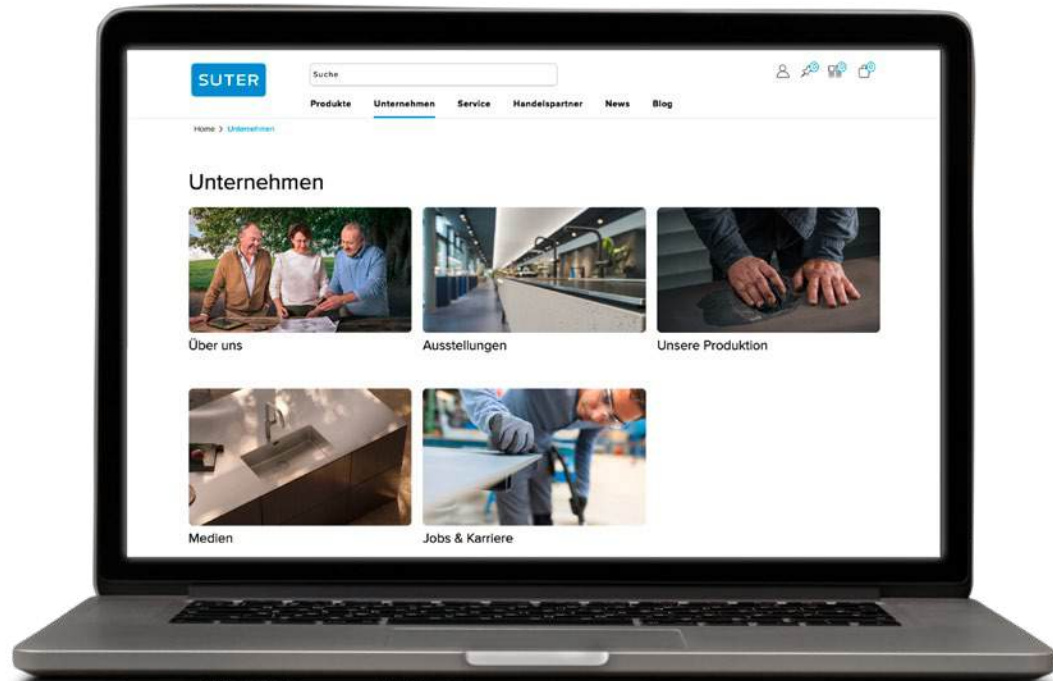 SUTER
Suche
Produkte Unternehmen Service Handelspartner News Blog
Home > Unternehmen
Unternehmen
Über uns Ausstellungen Unsere Produktion
Medien Jobs & Karriere